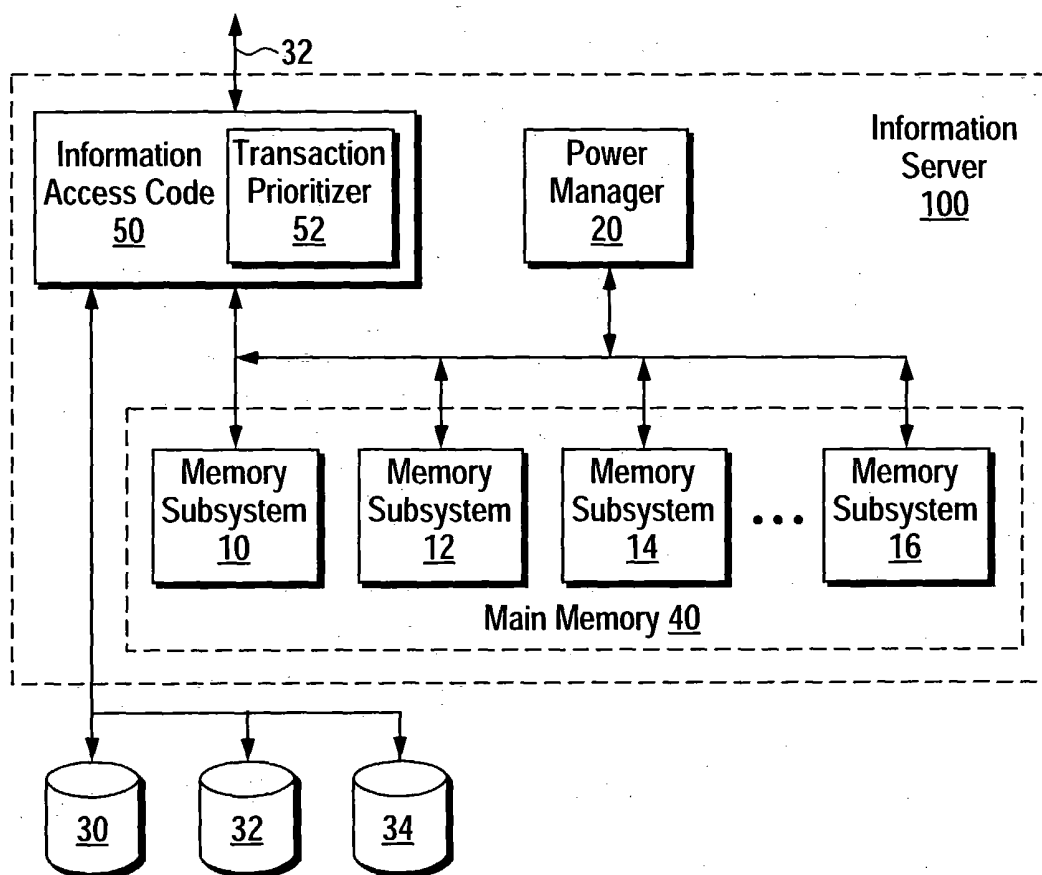 32
Information
Access Code
50
Transaction
Prioritizer
52
Power
Manager
20
Information
Server
100
Memory
Subsystem
10
Memory
Subsystem
12
Memory
Subsystem
14
• • •
Memory
Subsystem
16
Main Memory 40
30
32
34